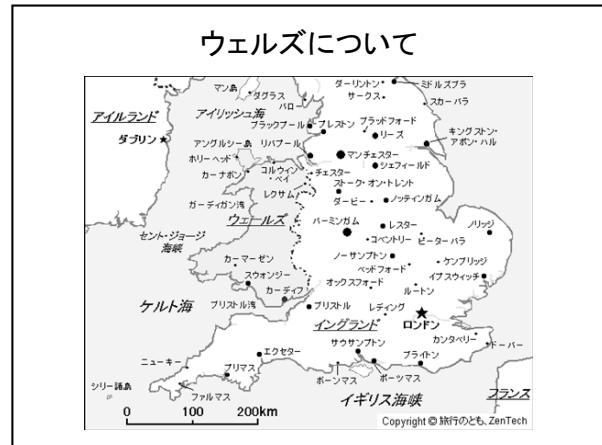 ウェルズについて
マン島
ダグラス
ダーリントン
ミドルズブラ
サークス
スカーバラ
アイルランド
アイリッシュ海
バロー
ダブリン
ブラックプール
プレストン
ブラッドフォード
リーズ
キングストン・
アポン・ハル
アングルシー島
リバプール
マンチェスター
ホリーヘッド
コルウィン
・ベイ
チェスター
シェフィールド
カーナボン
レクサム
ストーク・オン・トレント
ガーディガン湾
ダービー
ノッティンガム
ウェールズ
セント・ジョージ
海峡
バーミンガム
レスター
ノリッジ
コベントリー
ピーターバラ
カーマーゼン
ノーサンプトン
ケンブリッジ
スウォンジー
ベッドフォード
イプスウィッチ
カーディフ
オックスフォード
ルートン
ケルト海
ブリストル湾
ブリストル
レディング
イングランド
ロンドン
カンタベリー
サウサンプトン
ドーバー
ニューキー
エクセター
プリマス
ブライトン
シリー諸島
ファルマス
ボーンマス
ポーツマス
フランス
イギリス海峡
0 100 200km
Copyright © 旅行のとも、ZenTech